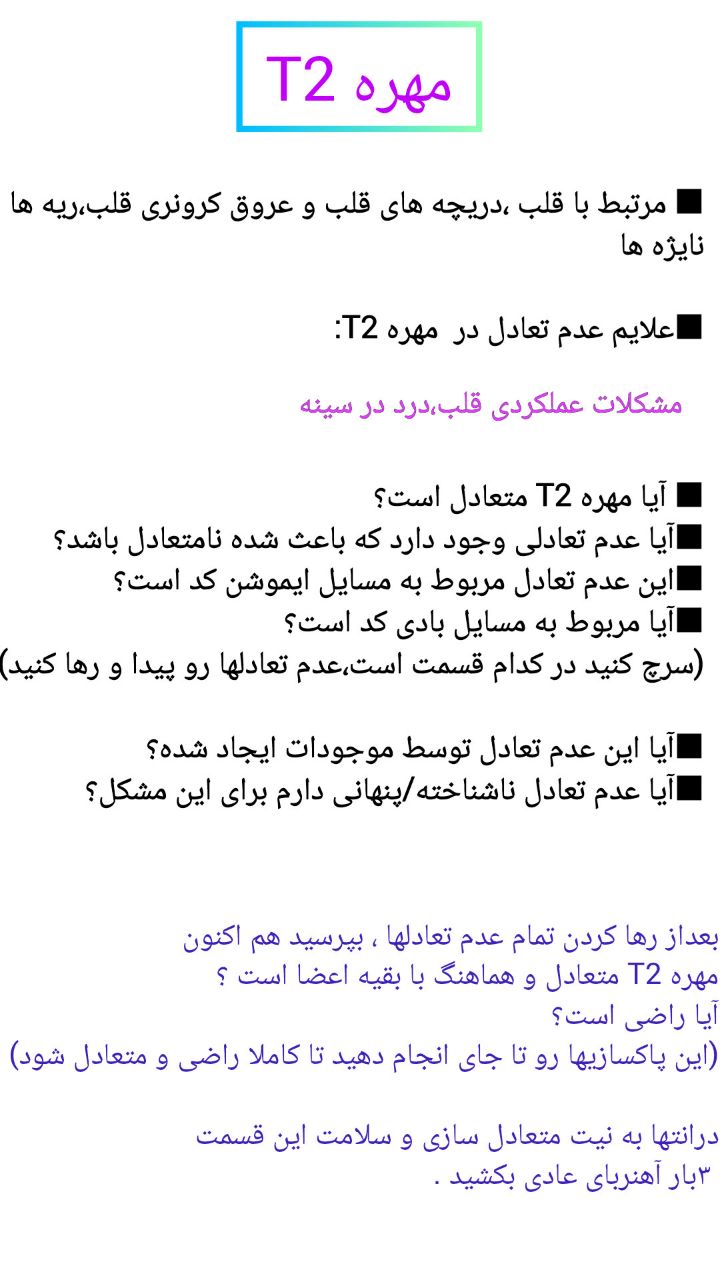 مهره T2
■ مرتبط با قلب ،دریچه های قلب و عروق کرونری قلب،ریه ها
نایژه ها
■علایم عدم تعادل در مهره T2:
مشکلات عملکردی قلب،درد در سینه
■ آیا مهره T2 متعادل است؟
■آیا عدم تعادلی وجود دارد که باعث شده نامتعادل باشد؟
■این عدم تعادل مربوط به مسایل ایموشن کد است؟
■آیا مربوط به مسایل بادی کد است؟
(سرچ کنید در کدام قسمت است،عدم تعادلها رو پیدا و رها کنید)
■آیا این عدم تعادل توسط موجودات ایجاد شده؟
■آیا عدم تعادل ناشناخته/پنهانی دارم برای این مشکل؟
بعداز رها کردن تمام عدم تعادلها ، بپرسید هم اکنون
مهره T2 متعادل و هماهنگ با بقیه اعضا است ؟
آیا راضی است؟
(این پاکسازیها رو تا جای انجام دهید تا کاملا راضی و متعادل شود)
درانتها به نیت متعادل سازی و سلامت این قسمت
۳بار آهنربای عادی بکشید .